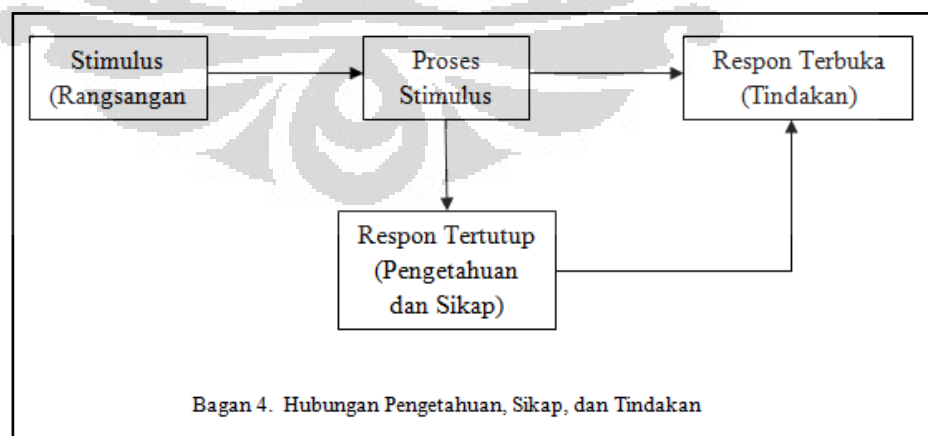 Stimulus
(Rangsangan
Proses
Stimulus
Respon Terbuka
(Tindakan)
Respon Tertutup
(Pengetahuan
dan Sikap)
Bagan 4. Hubungan Pengetahuan, Sikap, dan Tindakan